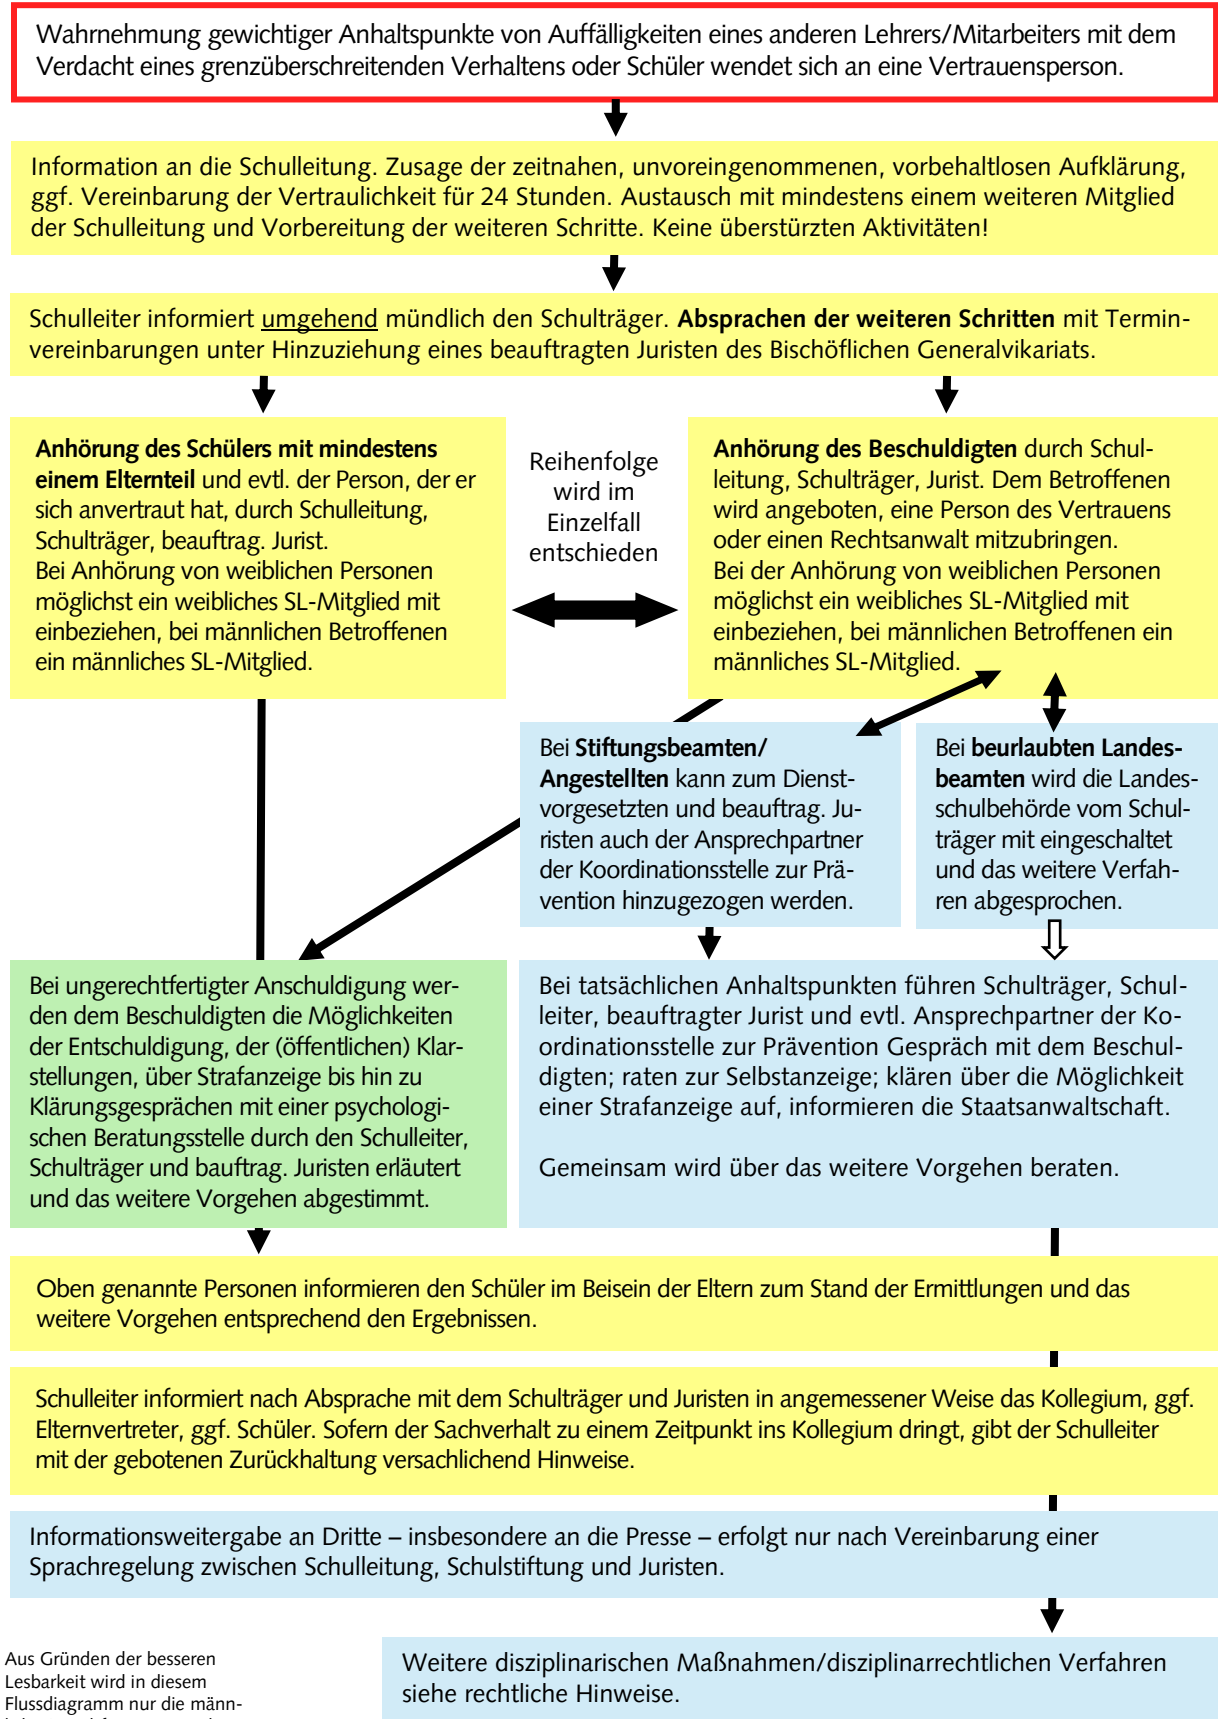 Wahrnehmung gewichtiger Anhaltspunkte von Auffälligkeiten eines anderen Lehrers/Mitarbeiters mit dem
Verdacht eines grenzüberschreitenden Verhaltens oder Schüler wendet sich an eine Vertrauensperson.
Information an die Schulleitung. Zusage der zeitnahen, unvoreingenommenen, vorbehaltlosen Aufklärung,
ggf. Vereinbarung der Vertraulichkeit für 24 Stunden. Austausch mit mindestens einem weiteren Mitglied
der Schulleitung und Vorbereitung der weiteren Schritte. Keine überstürzten Aktivitäten!
Schulleiter informiert umgehend mündlich den Schulträger. Absprachen der weiteren Schritten mit Termin-
vereinbarungen unter Hinzuziehung eines beauftragten Juristen des Bischöflichen Generalvikariats.
Anhörung des Schülers mit mindestens
einem Elternteil und evtl. der Person, der er
sich anvertraut hat, durch Schulleitung,
Schulträger, beauftrag. Jurist.
Bei Anhörung von weiblichen Personen
möglichst ein weibliches SL-Mitglied mit
einbeziehen, bei männlichen Betroffenen
ein männliches SL-Mitglied.
Reihenfolge
wird im
Einzelfall
entschieden
Anhörung des Beschuldigten durch Schul-
leitung, Schulträger, Jurist. Dem Betroffenen
wird angeboten, eine Person des Vertrauens
oder einen Rechtsanwalt mitzubringen.
Bei der Anhörung von weiblichen Personen
möglichst ein weibliches SL-Mitglied mit
einbeziehen, bei männlichen Betroffenen ein
männliches SL-Mitglied.
Bei Stiftungsbeamten/
Angestellten kann zum Dienst-
vorgesetzten und beauftrag. Ju-
risten auch der Ansprechpartner
der Koordinationsstelle zur Prä-
vention hinzugezogen werden.
Bei beurlaubten Landes-
beamten wird die Landes-
schulbehörde vom Schul-
träger mit eingeschaltet
und das weitere Verfah-
ren abgesprochen.
Bei ungerechtfertigter Anschuldigung wer-
den dem Beschuldigten die Möglichkeiten
der Entschuldigung, der (öffentlichen) Klar-
stellungen, über Strafanzeige bis hin zu
Klärungsgesprächen mit einer psychologi-
schen Beratungsstelle durch den Schulleiter,
Schulträger und bauftrag. Juristen erläutert
und das weitere Vorgehen abgestimmt.
Bei tatsächlichen Anhaltspunkten führen Schulträger, Schul-
leiter, beauftragter Jurist und evtl. Ansprechpartner der Ko-
ordinationsstelle zur Prävention Gespräch mit dem Beschul-
digten; raten zur Selbstanzeige; klären über die Möglichkeit
einer Strafanzeige auf, informieren die Staatsanwaltschaft.
Gemeinsam wird über das weitere Vorgehen beraten.
Oben genannte Personen informieren den Schüler im Beisein der Eltern zum Stand der Ermittlungen und das
weitere Vorgehen entsprechend den Ergebnissen.
Schulleiter informiert nach Absprache mit dem Schulträger und Juristen in angemessener Weise das Kollegium, ggf.
Elternvertreter, ggf. Schüler. Sofern der Sachverhalt zu einem Zeitpunkt ins Kollegium dringt, gibt der Schulleiter
mit der gebotenen Zurückhaltung versachlichend Hinweise.
Informationsweitergabe an Dritte – insbesondere an die Presse – erfolgt nur nach Vereinbarung einer
Sprachregelung zwischen Schulleitung, Schulstiftung und Juristen.
Aus Gründen der besseren
Lesbarkeit wird in diesem
Flussdiagramm nur die männ-
Weitere disziplinarischen Maßnahmen/disziplinarrechtlichen Verfahren
siehe rechtliche Hinweise.